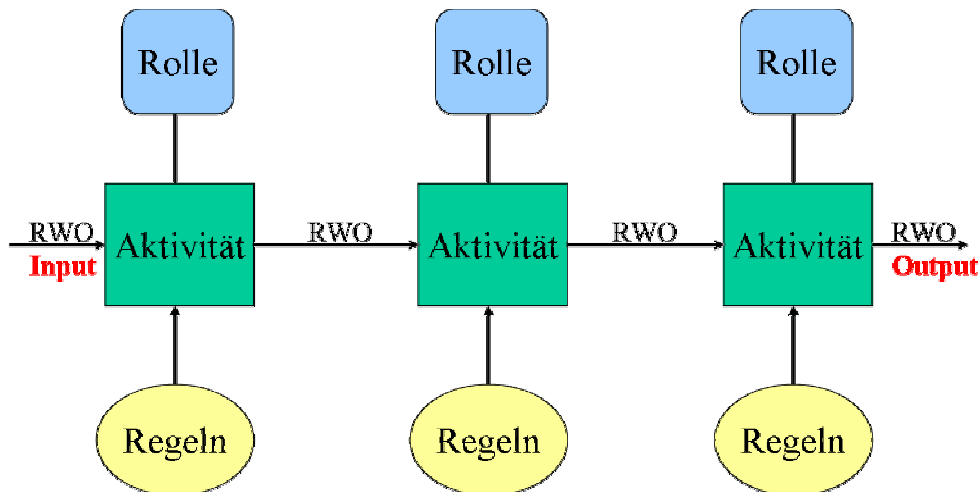 Rolle
Rolle
Rolle
RWO
Input
Aktivität
RWO
Aktivität
RWO
Aktivität
RWO
Output
Regeln
Regeln
Regeln